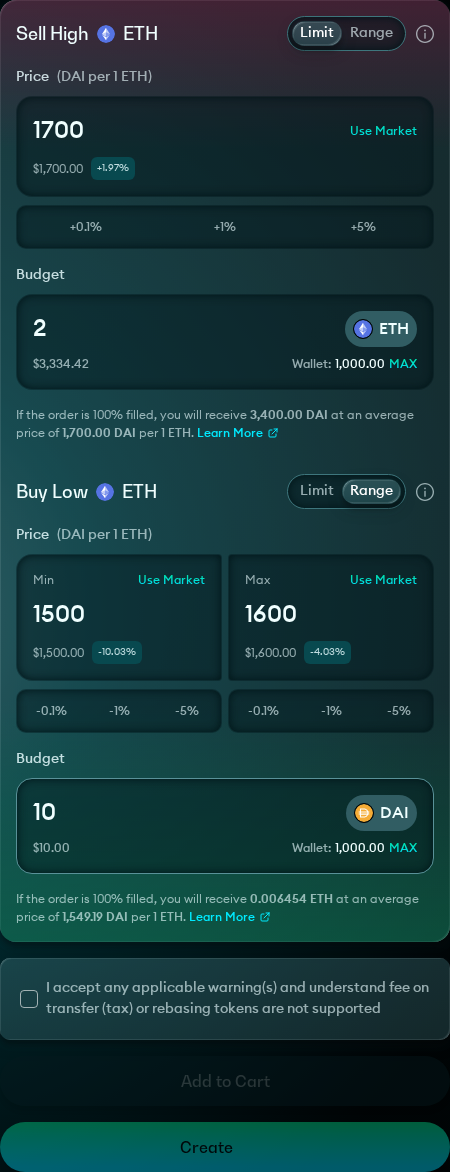 Sell High ETH Limit Range
Price (DAI per 1 ETH)
1700 Use Market
$1,700.00 +1.97%
+0.1% +1% +5%
Budget
2 ETH
$3,334.42 Wallet: 1,000.00 MAX
If the order is 100% filled, you will receive 3,400.00 DAI at an average
price of 1,700.00 DAI per 1 ETH. Learn More
Buy Low ETH Limit Range
Price (DAI per 1 ETH)
Min Use Market Max Use Market
1500 1600
$1,500.00 -10.03% $1,600.00 -4.03%
-0.1% -1% -5% -0.1% -1% -5%
Budget
10 DAI
$10.00 Wallet: 1,000.00 MAX
If the order is 100% filled, you will receive 0.006454 ETH at an average
price of 1,549.19 DAI per 1 ETH. Learn More
I accept any applicable warning(s) and understand fee on
transfer (tax) or rebasing tokens are not supported
Add to Cart
Create